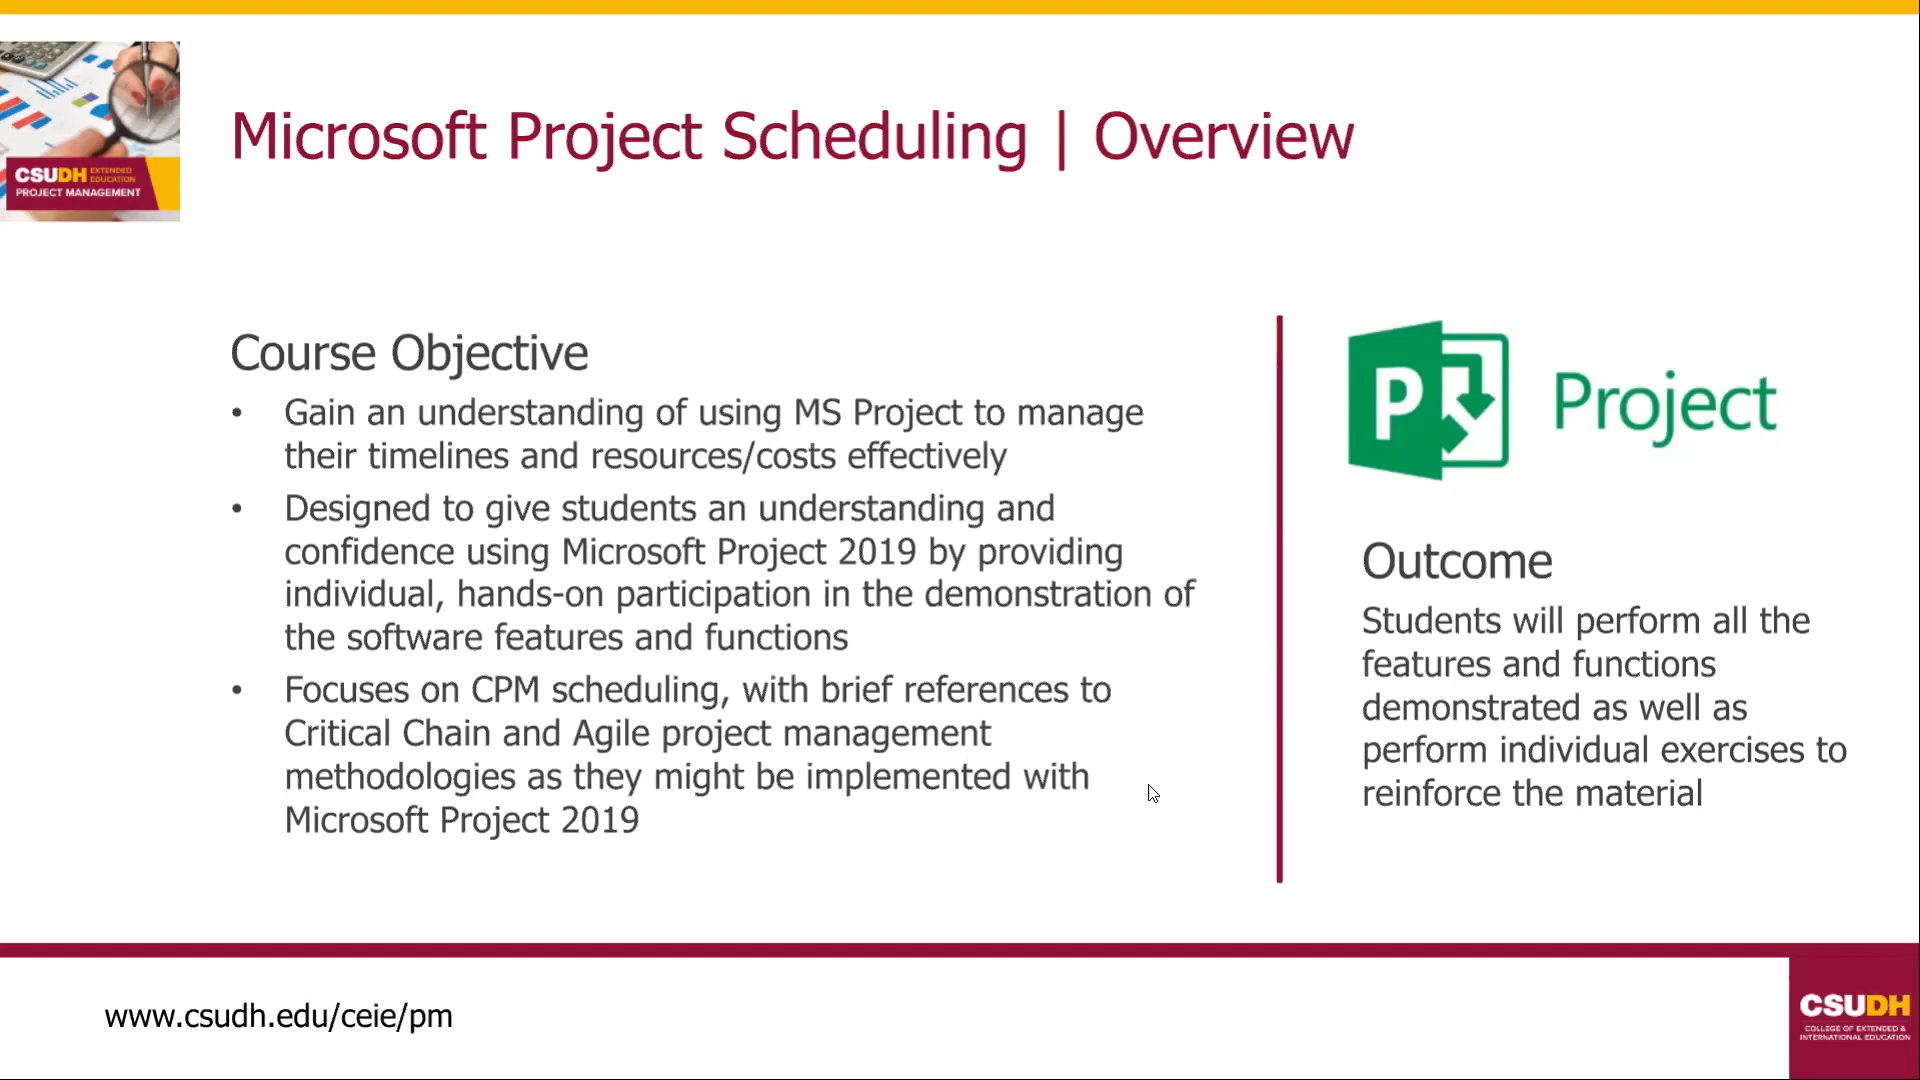 Microsoft Project Scheduling | Overview
CSUDH EXTENDED EDUCATION
PROJECT MANAGEMENT
Course Objective
• Gain an understanding of using MS Project to manage
their timelines and resources/costs effectively
• Designed to give students an understanding and
confidence using Microsoft Project 2019 by providing
individual, hands-on participation in the demonstration of
the software features and functions
• Focuses on CPM scheduling, with brief references to
Critical Chain and Agile project management
methodologies as they might be implemented with
Microsoft Project 2019
P
Project
Outcome
Students will perform all the
features and functions
demonstrated as well as
perform individual exercises to
reinforce the material
www.csudh.edu/ceie/pm
CSUDH
COLLEGE OF EXTENDED &
INTERNATIONAL EDUCATION